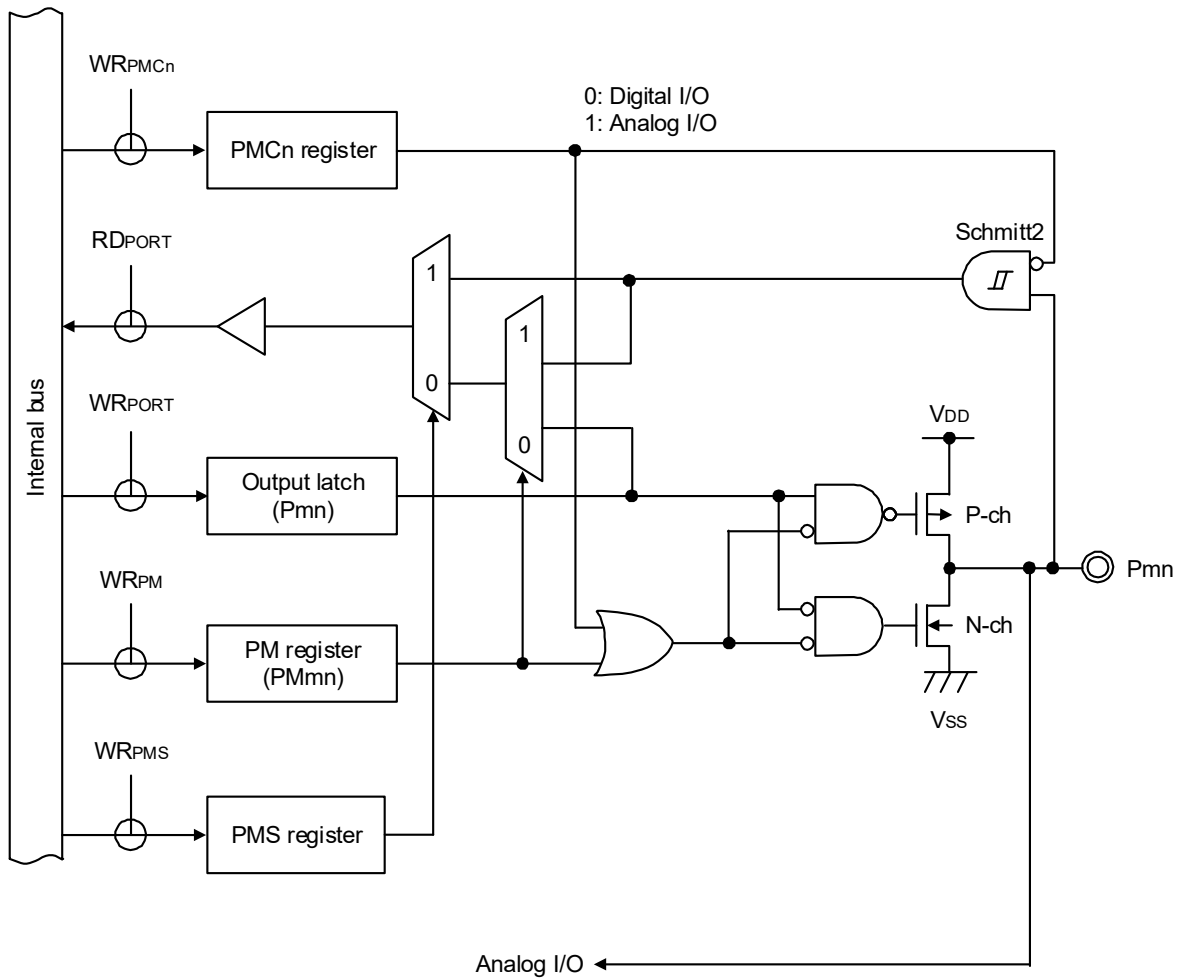 WRPMCn
0: Digital I/O
1: Analog I/O
PMCn register
Schmitt2
RDPORT
1
1
0
Internal bus
WRPORT
VDD
0
Output latch
(Pmn)
P-ch
Pmn
WRPM
N-ch
PM register
(PMmn)
VSS
WRPMS
PMS register
Analog I/O